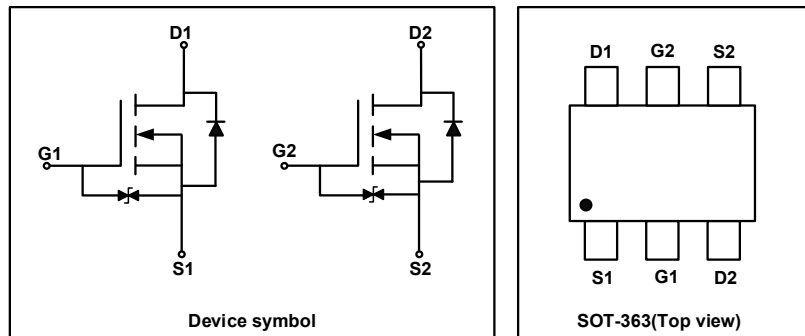 D1 D2
G1 G2
S1 S2
Device symbol
D1 G2 S2
S1 G1 D2
SOT-363(Top view)